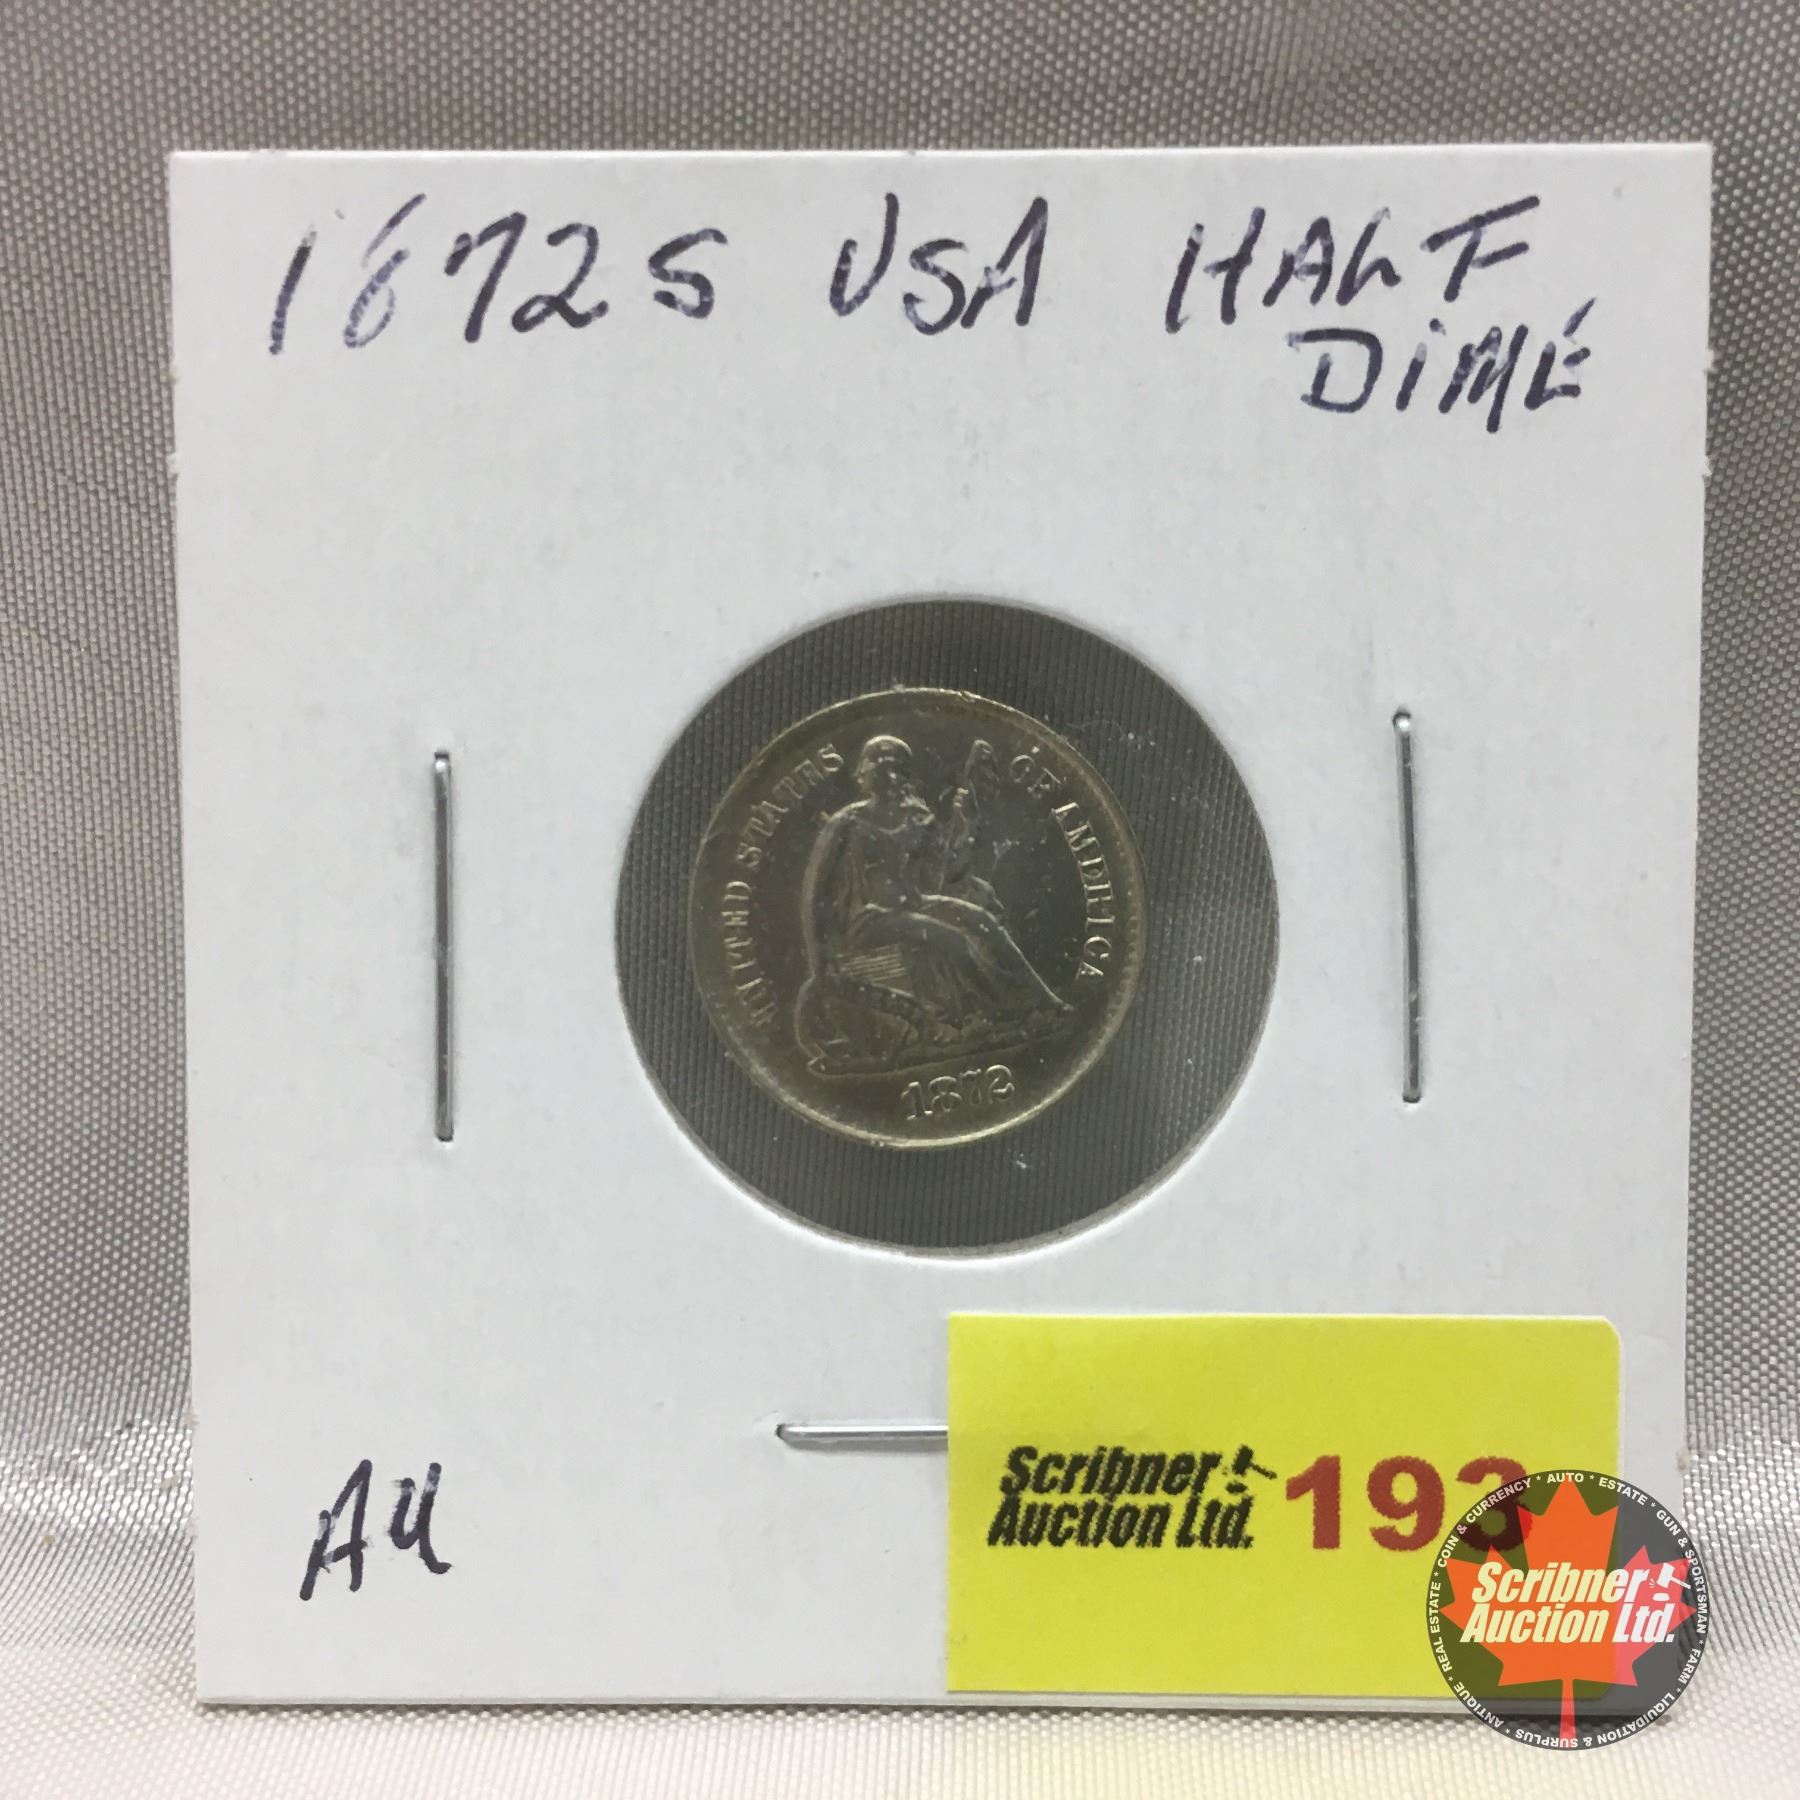 1872 S USA HALF
DIME
UNITED STATES OF AMERICA
1872
AU
Scribner
Auction Ltd.
193
REAL ESTATE * COIN & CURRENCY * AUTO * ESTATE * GUN & SPORTSMAN * FARM * LIQUIDATION & SURPLUS * ANTIQUE *
Scribner
Auction Ltd.